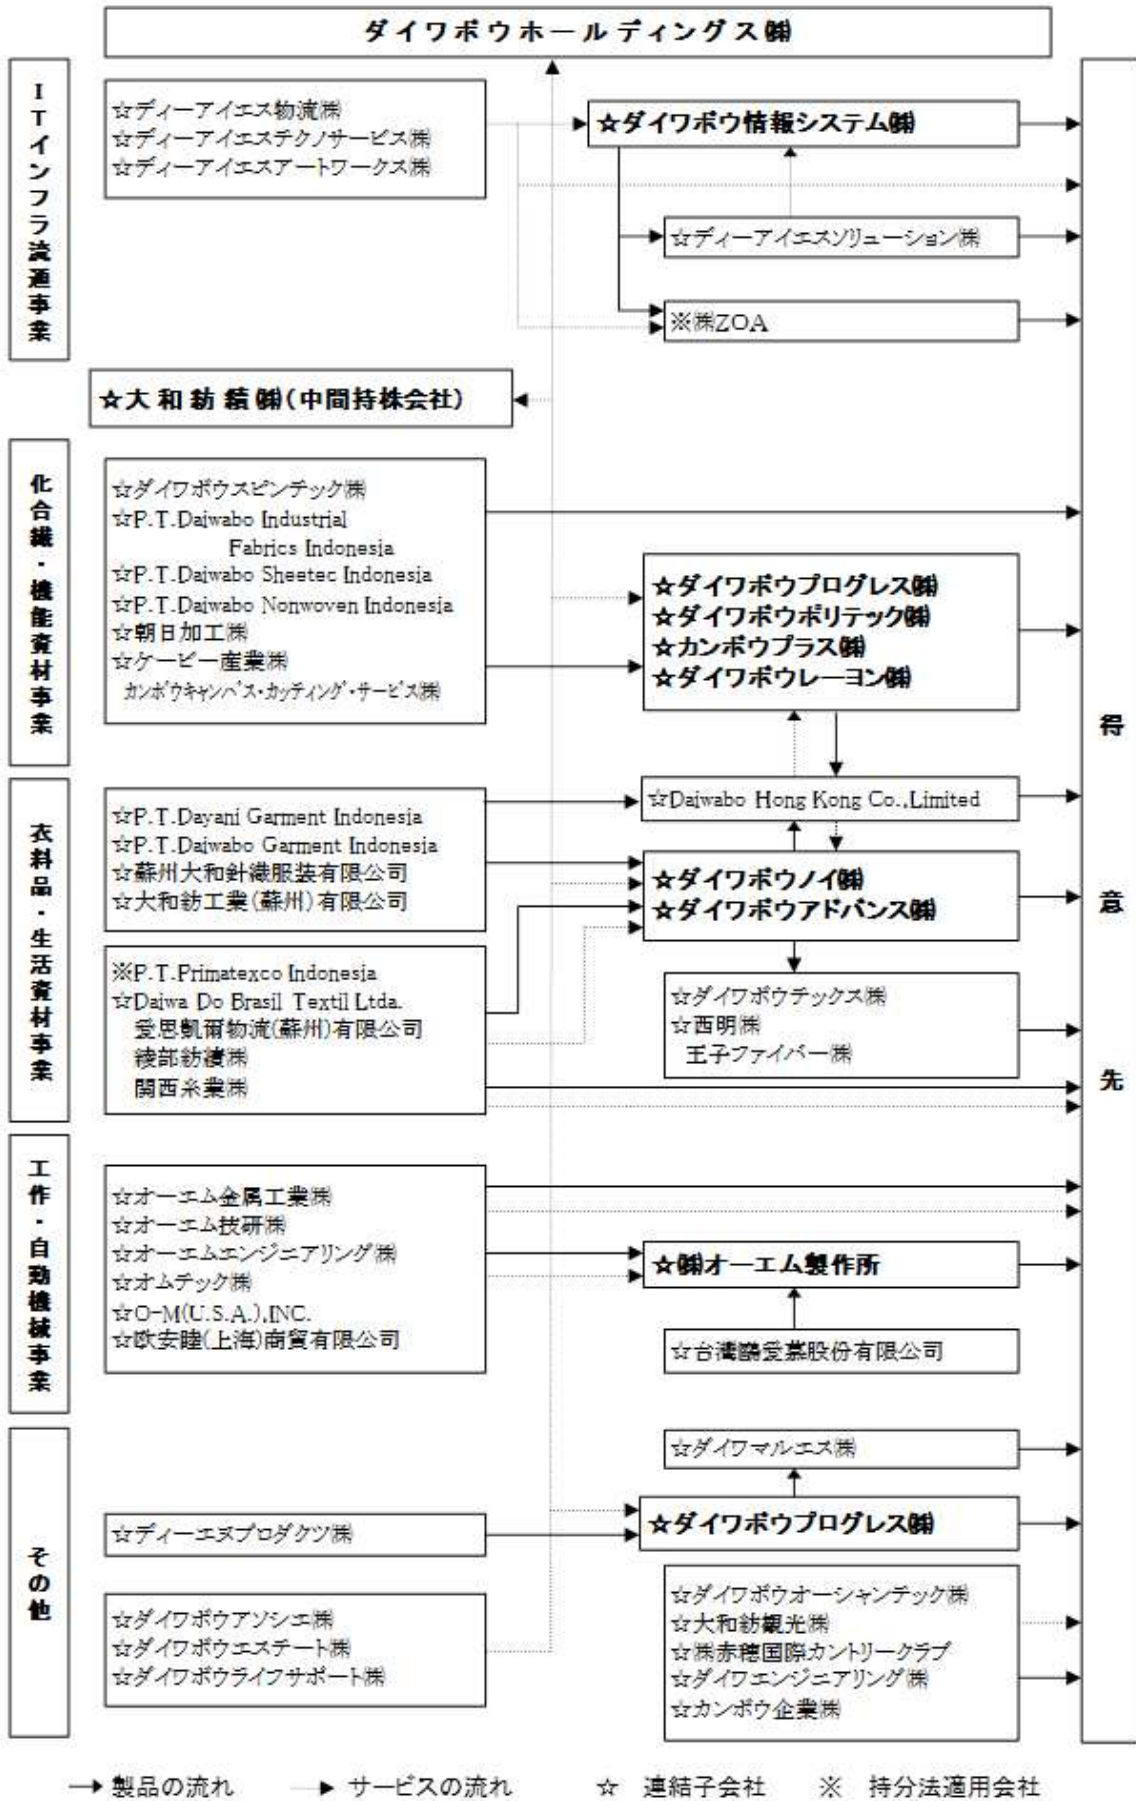 ダイワボウホールディングス㈱
ITインフラ流通事業
☆ディーアイエス物流㈱
☆ディーアイエステクノサービス㈱
☆ディーアイエスアートワークス㈱
☆ダイワボウ情報システム㈱
☆ディーアイエスソリューション㈱
※㈱ZOA
☆大和紡績㈱(中間持株会社)
化合繊・機能資材事業
☆ダイワボウスピンテック㈱
☆P.T.Daiwabo Industrial
Fabrics Indonesia
☆P.T.Daiwabo Sheetec Indonesia
☆P.T.Daiwabo Nonwoven Indonesia
☆朝日加工㈱
☆ケービー産業㈱
カンボウキャンバス・カッティング・サービス㈱
☆ダイワボウプログレス㈱
☆ダイワボウポリテック㈱
☆カンボウプラス㈱
☆ダイワボウレーヨン㈱
衣料品・生活資材事業
☆P.T.Dayani Garment Indonesia
☆P.T.Daiwabo Garment Indonesia
☆蘇州大和針織服装有限公司
☆大和紡工業(蘇州)有限公司
☆Daiwabo Hong Kong Co.,Limited
☆ダイワボウノイ㈱
☆ダイワボウアドバンス㈱
※P.T.Primatexco Indonesia
☆Daiwa Do Brasil Textil Ltda.
愛思凱爾物流(蘇州)有限公司
綾部紡績㈱
関西糸業㈱
☆ダイワボウテックス㈱
☆西明㈱
王子ファイバー㈱
工作・自動機械事業
☆オーエム金属工業㈱
☆オーエム技研㈱
☆オーエムエンジニアリング㈱
☆オムテック㈱
☆O-M(U.S.A.),INC.
☆欧安睦(上海)商貿有限公司
☆㈱オーエム製作所
☆台灣鷗愛慕股份有限公司
その他
☆ダイワマルエス㈱
☆ダイワボウプログレス㈱
☆ディーエヌプロダクツ㈱
☆ダイワボウアソシエ㈱
☆ダイワボウエステート㈱
☆ダイワボウライフサポート㈱
☆ダイワボウオーシャンテック㈱
☆大和紡観光㈱
☆㈱赤穂国際カントリークラブ
☆ダイワエンジニアリング㈱
☆カンボウ企業㈱
得意先
製品の流れ サービスの流れ ☆ 連結子会社 ※ 持分法適用会社